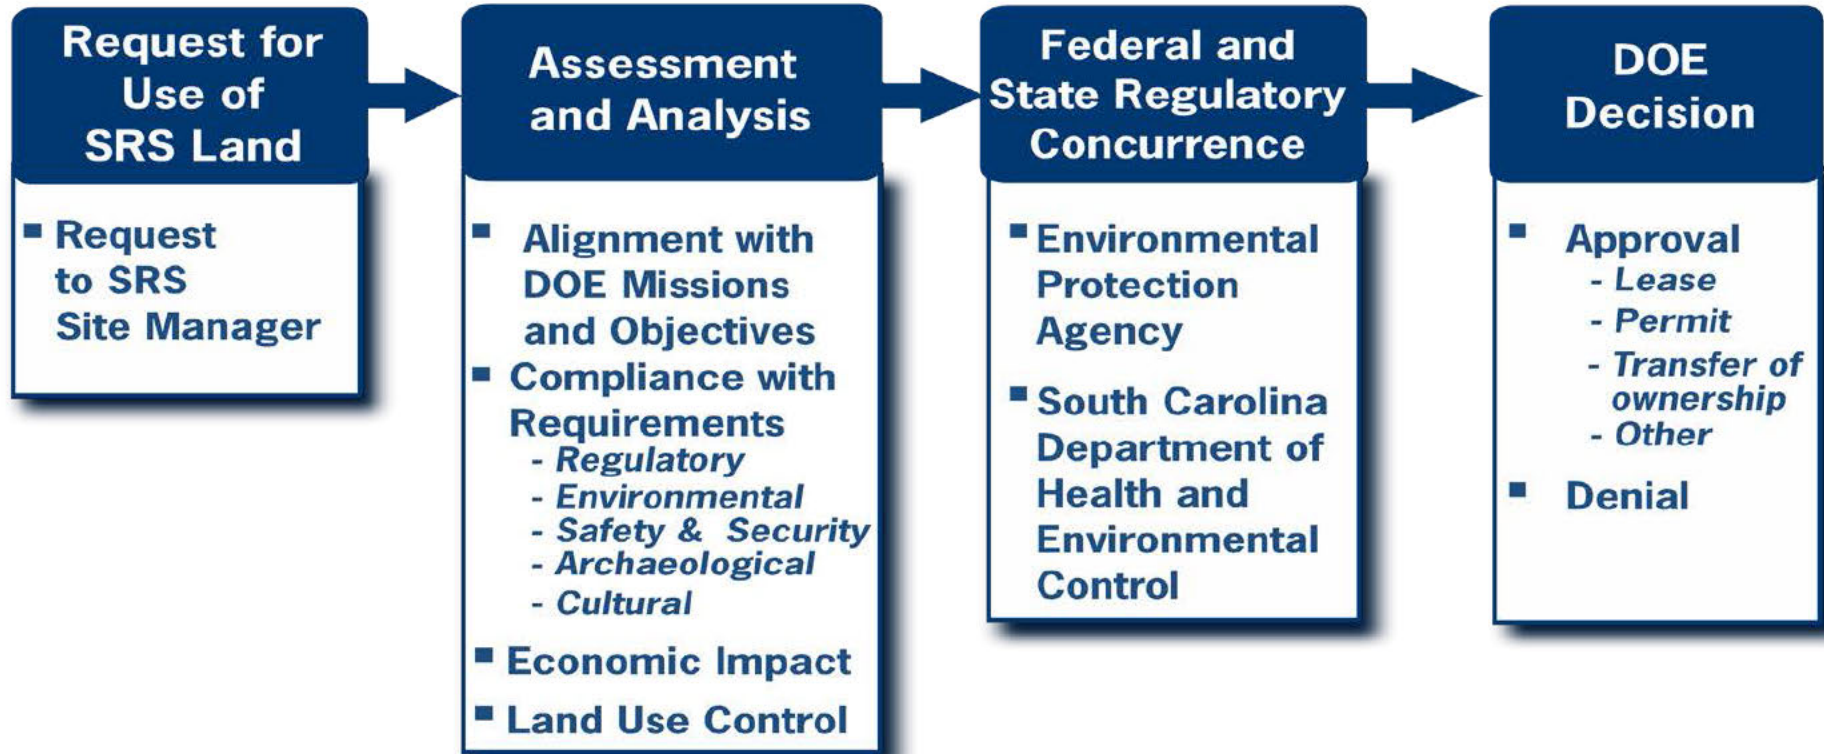 Request for
Use of
SRS Land
▪ Request
to SRS
Site Manager
Assessment
and Analysis
▪ Alignment with
DOE Missions
and Objectives
▪ Compliance with
Requirements
- Regulatory
- Environmental
- Safety & Security
- Archaeological
- Cultural
▪ Economic Impact
▪ Land Use Control
Federal and
State Regulatory
Concurrence
▪ Environmental
Protection
Agency
▪ South Carolina
Department of
Health and
Environmental
Control
DOE
Decision
▪ Approval
- Lease
- Permit
- Transfer of
ownership
- Other
▪ Denial